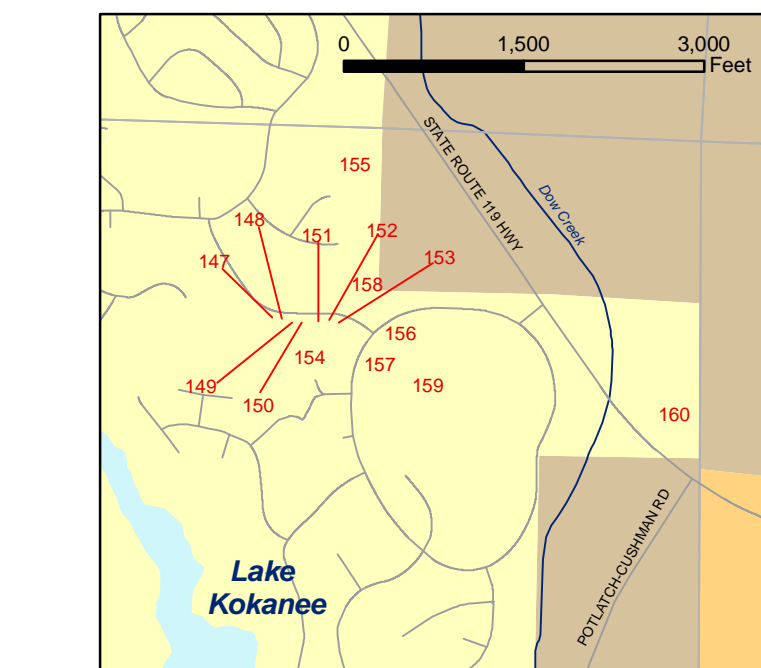 0 1,500 3,000
Feet
STATE ROUTE 119 HWY
Dow Creek
155
148
151
152
147
153
158
156
154
157
149
159
150
160
POTLATCH-CUSHMAN RD
Lake
Kokanee